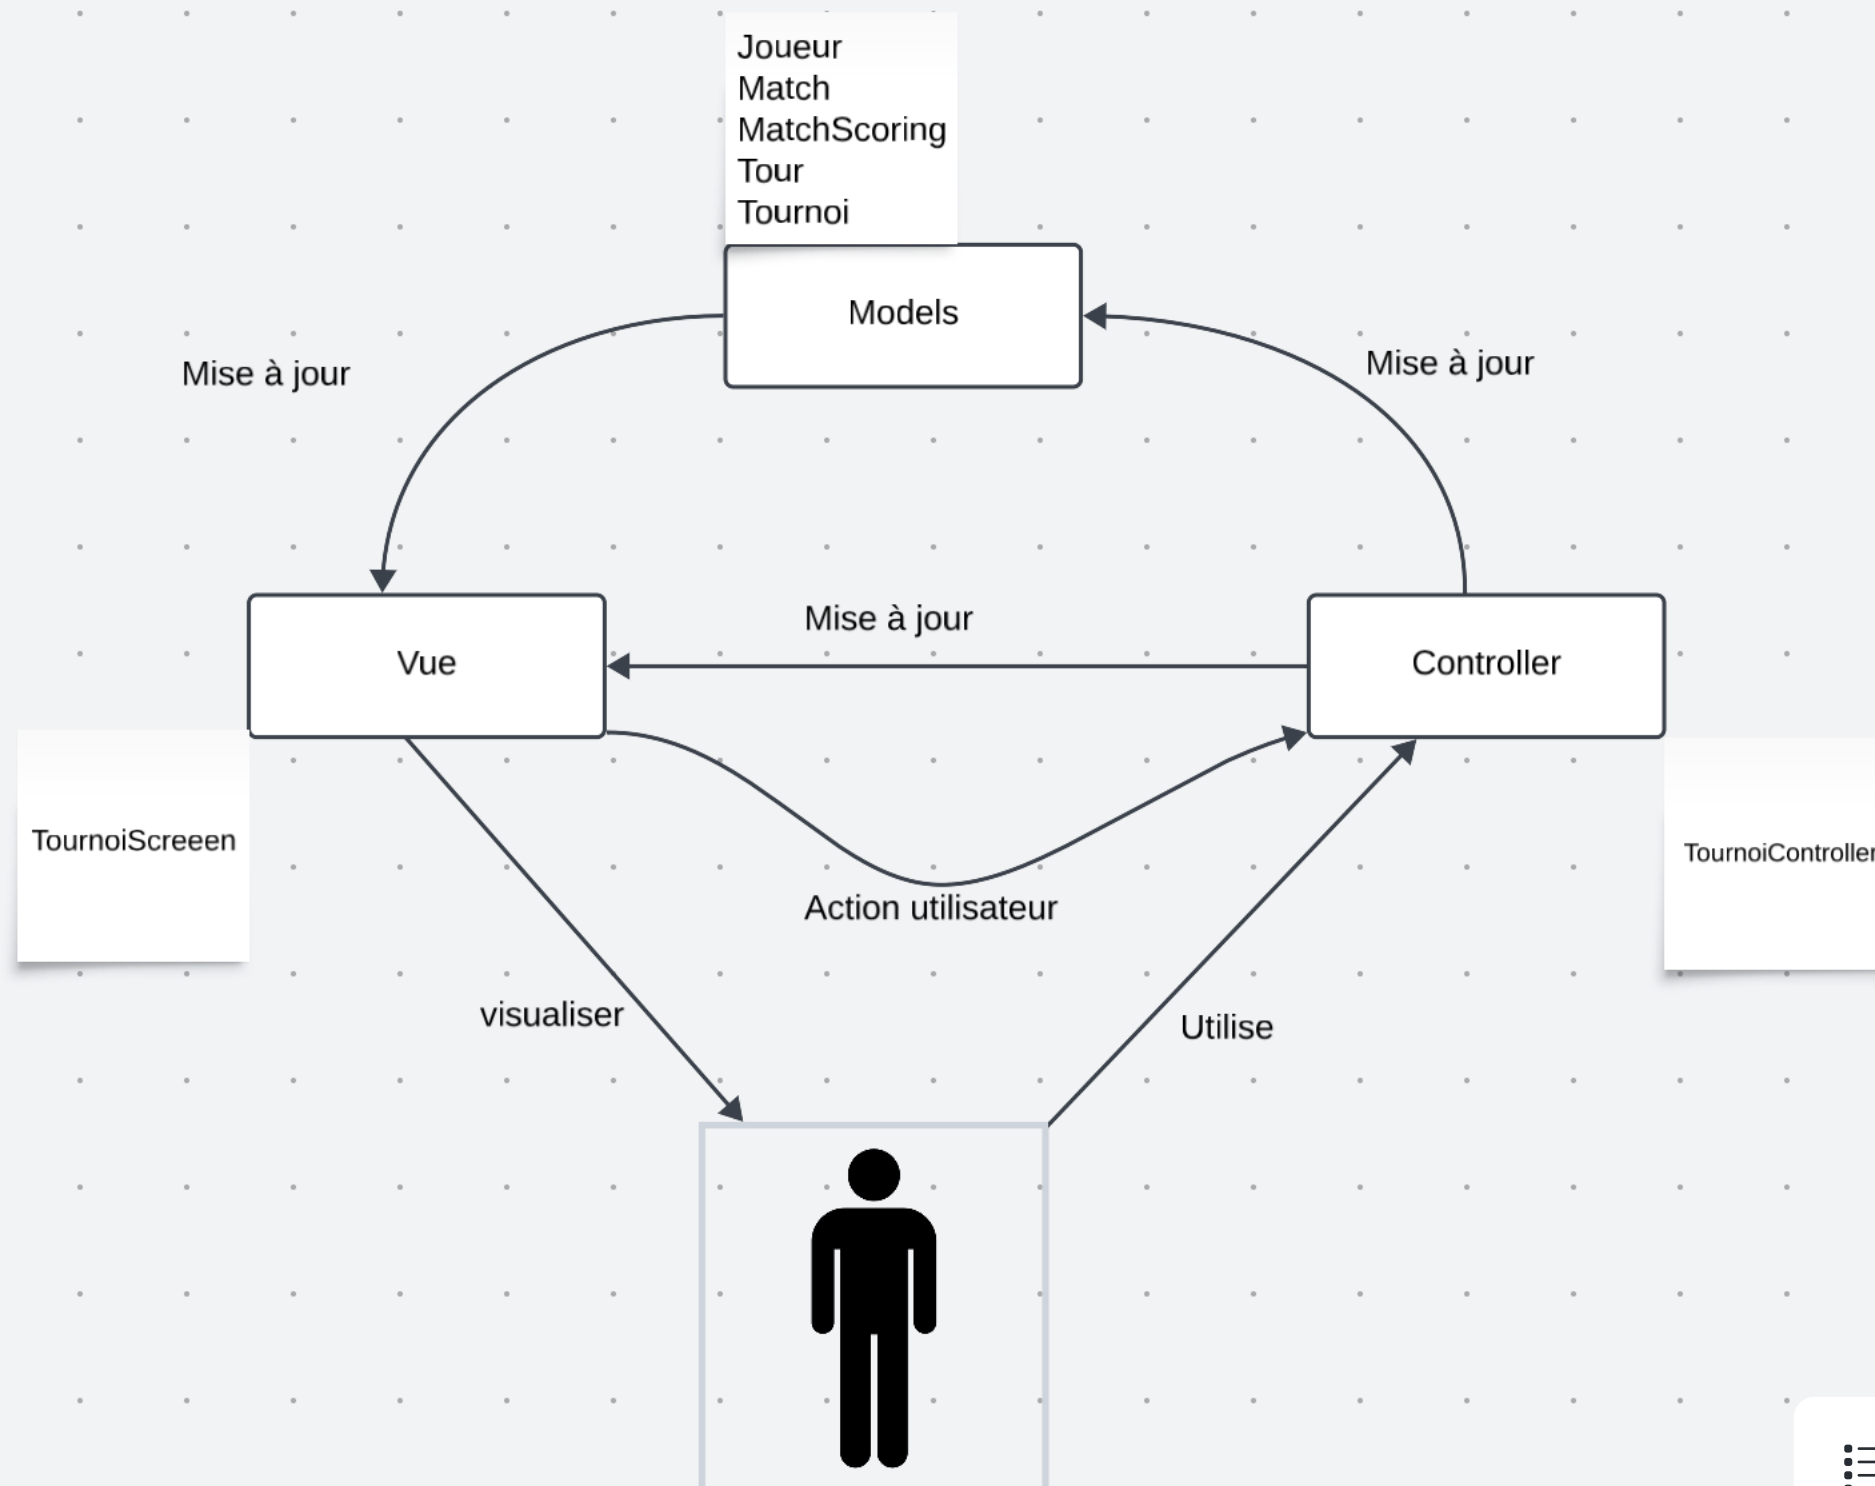 Joueur
Match
MatchScoring
Tour
Tournoi
Models
Mise à jour
Mise à jour
Mise à jour
Vue
Controller
TournoiScreeen
TournoiController
Action utilisateur
visualiser
Utilise